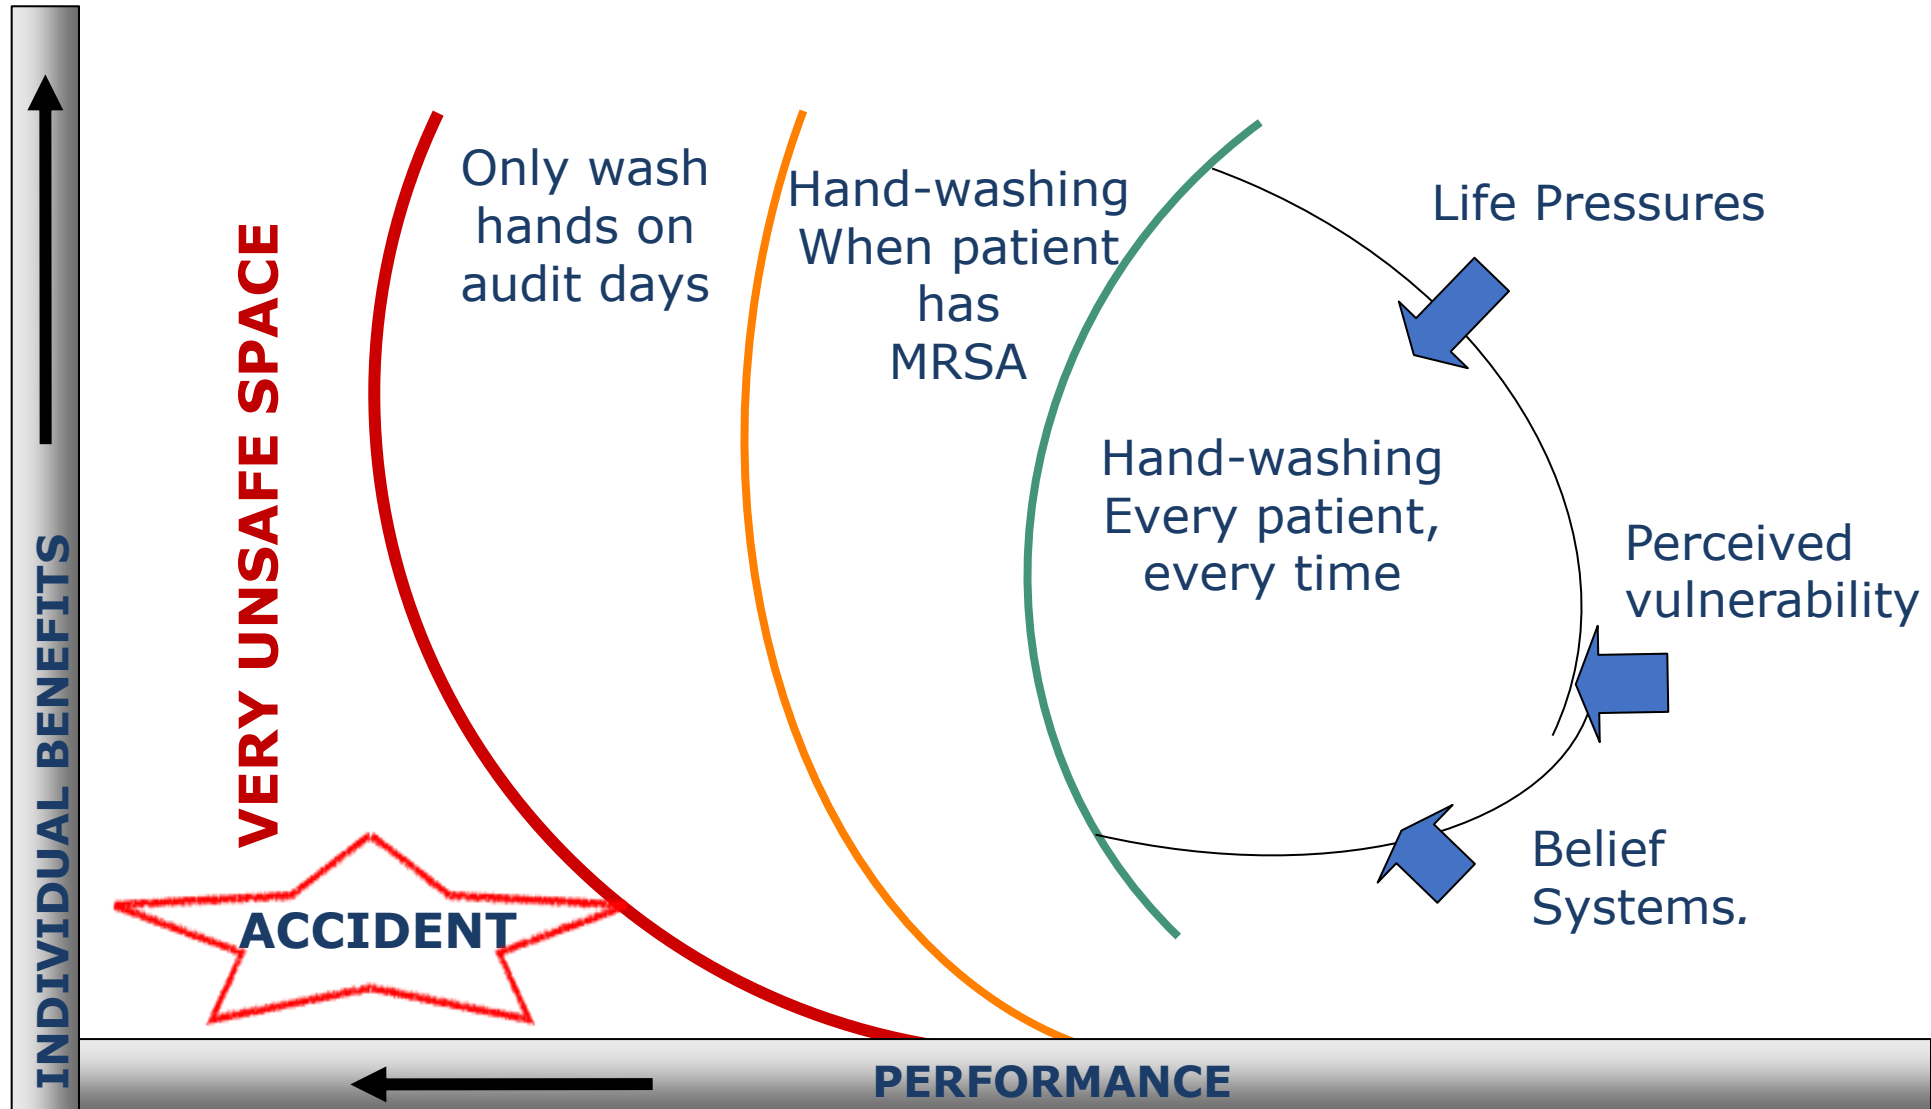 INDIVIDUAL BENEFITS
VERY UNSAFE SPACE
Only wash
hands on
audit days
Hand-washing
When patient
has
MRSA
Hand-washing
Every patient,
every time
Life Pressures
Perceived
vulnerability
Belief
Systems.
ACCIDENT
PERFORMANCE